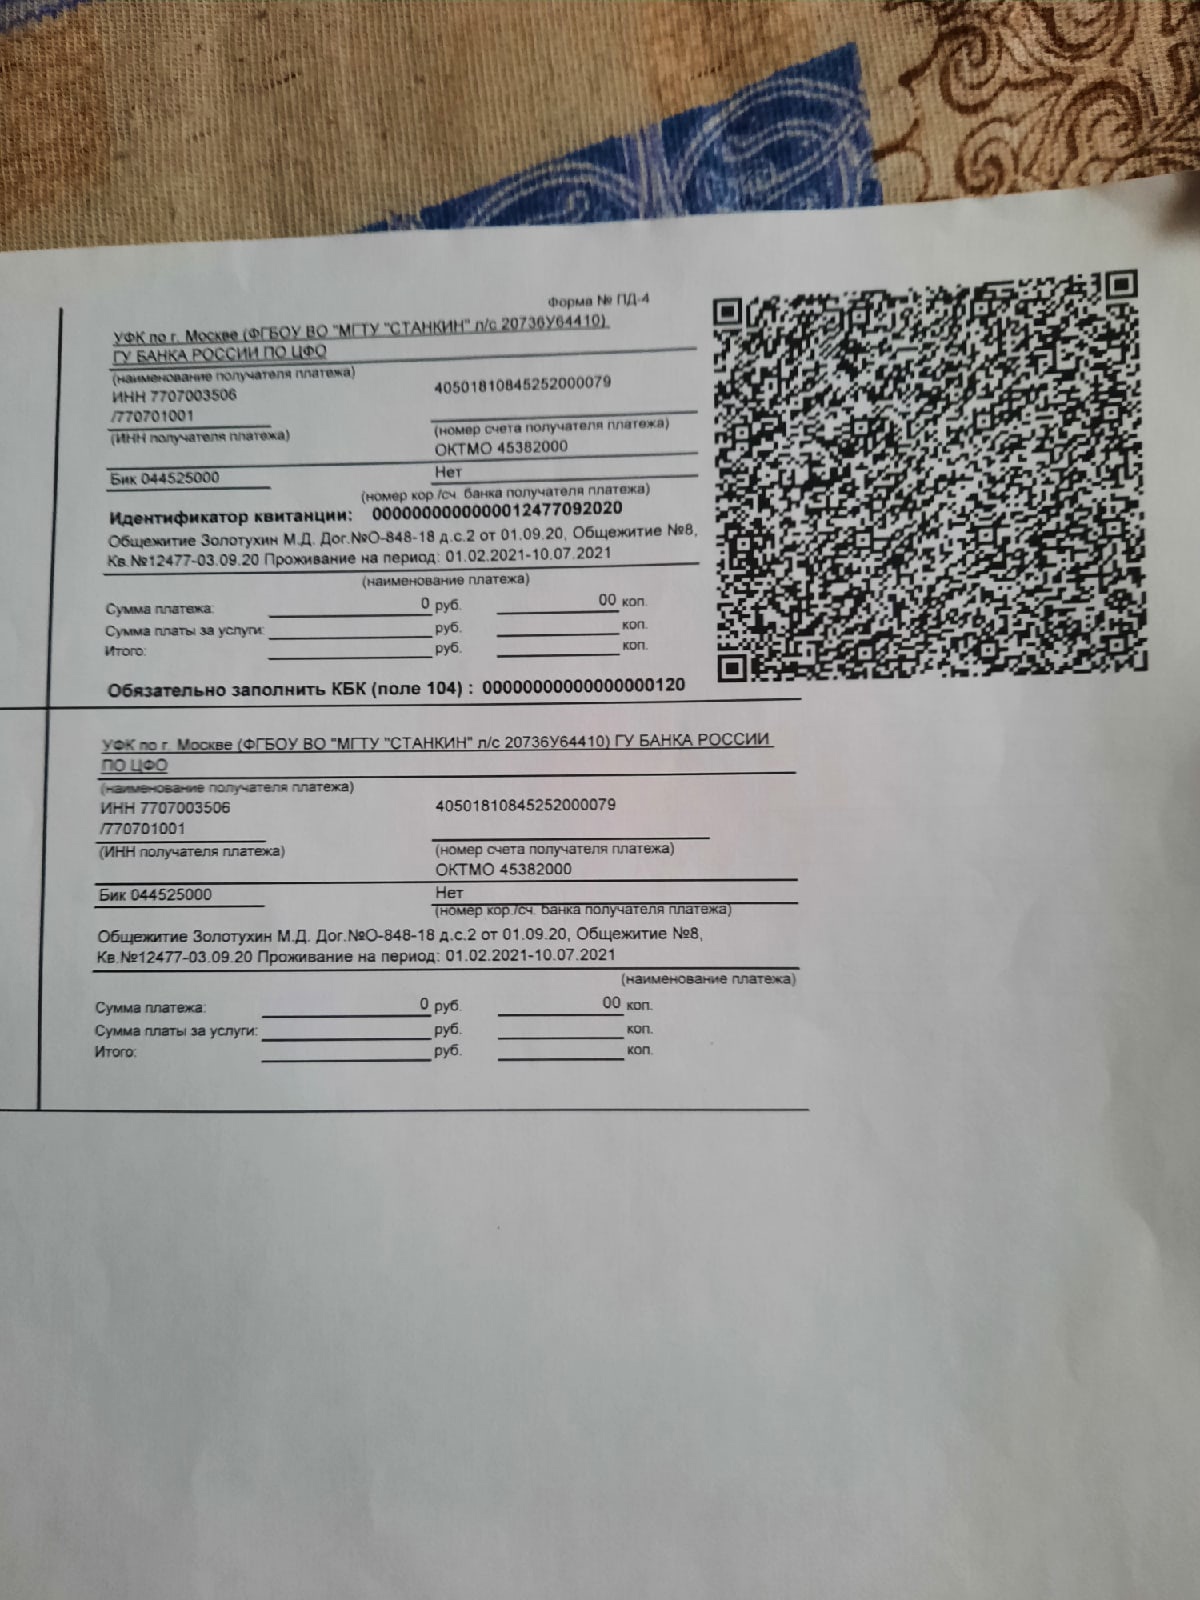 Форма № ПД-4
УФК по г. Москве (ФГБОУ ВО "МГТУ "СТАНКИН" л/с 20736У64410)
ГУ БАНКА РОССИИ ПО ЦФО
(наименование получателя платежа)
ИНН 7707003506
40501810845252000079
/770701001
(ИНН получателя платежа)
(номер счета получателя платежа)
ОКТМО 45382000
Бик 044525000
Нет
(номер кор./сч. банка получателя платежа)
Идентификатор квитанции: 0000000000000012477092020
Общежитие Золотухин М.Д. Дог.№О-848-18 д.с.2 от 01.09.20, Общежитие №8,
Кв.№12477-03.09.20 Проживание на период: 01.02.2021-10.07.2021
(наименование платежа)
Сумма платежа: 0 руб. 00 коп.
Сумма платы за услуги: руб. коп.
Итого: руб. коп.
Обязательно заполнить КБК (поле 104) : 00000000000000000120
УФК по г. Москве (ФГБОУ ВО "МГТУ "СТАНКИН" л/с 20736У64410) ГУ БАНКА РОССИИ
ПО ЦФО
(наименование получателя платежа)
ИНН 7707003506
40501810845252000079
/770701001
(ИНН получателя платежа)
(номер счета получателя платежа)
ОКТМО 45382000
Бик 044525000
Нет
(номер кор./сч. банка получателя платежа)
Общежитие Золотухин М.Д. Дог.№О-848-18 д.с.2 от 01.09.20, Общежитие №8,
Кв.№12477-03.09.20 Проживание на период: 01.02.2021-10.07.2021
(наименование платежа)
Сумма платежа: 0 руб. 00 коп.
Сумма платы за услуги: руб. коп.
Итого: руб. коп.